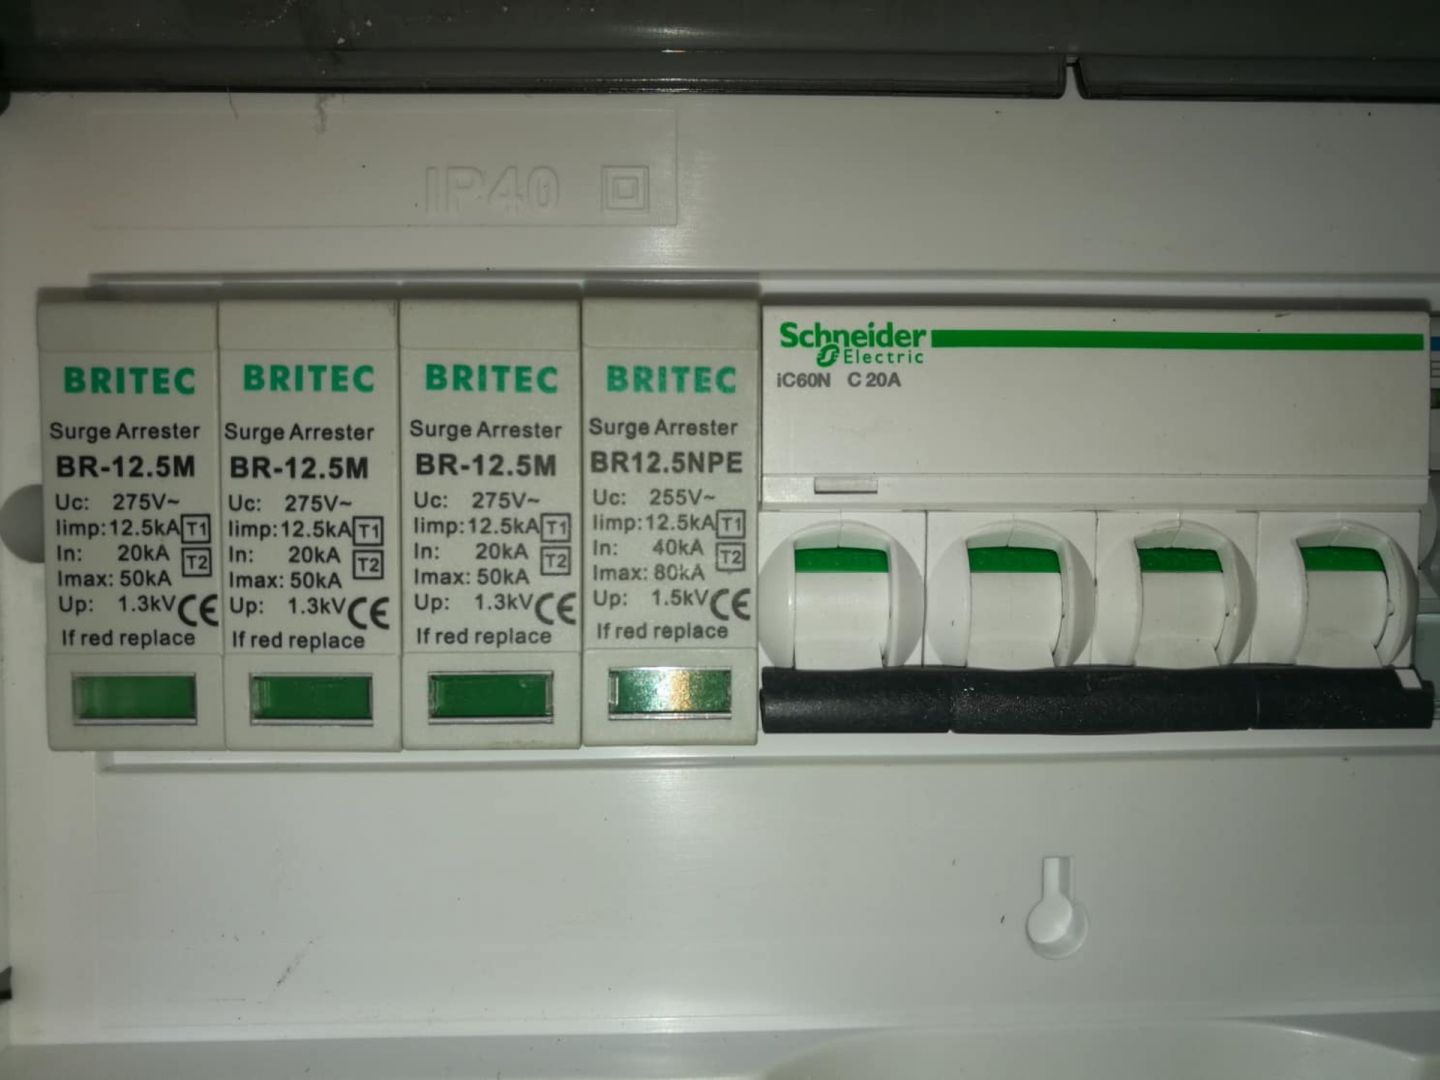 IP40
BRITEC
Surge Arrester
BR-12.5M
Uc: 275V~
Iimp:12.5kA T1
In: 20kA T2
Imax: 50kA
Up: 1.3kV CE
If red replace
BRITEC
Surge Arrester
BR-12.5M
Uc: 275V~
Iimp:12.5kA T1
In: 20kA T2
Imax: 50kA
Up: 1.3kV CE
If red replace
BRITEC
Surge Arrester
BR-12.5M
Uc: 275V~
Iimp:12.5kA T1
In: 20kA T2
Imax: 50kA
Up: 1.3kV CE
If red replace
BRITEC
Surge Arrester
BR12.5NPE
Uc: 255V~
Iimp:12.5kA T1
In: 40kA T2
Imax: 80kA
Up: 1.5kV CE
If red replace
Schneider
Electric
iC60N C 20A